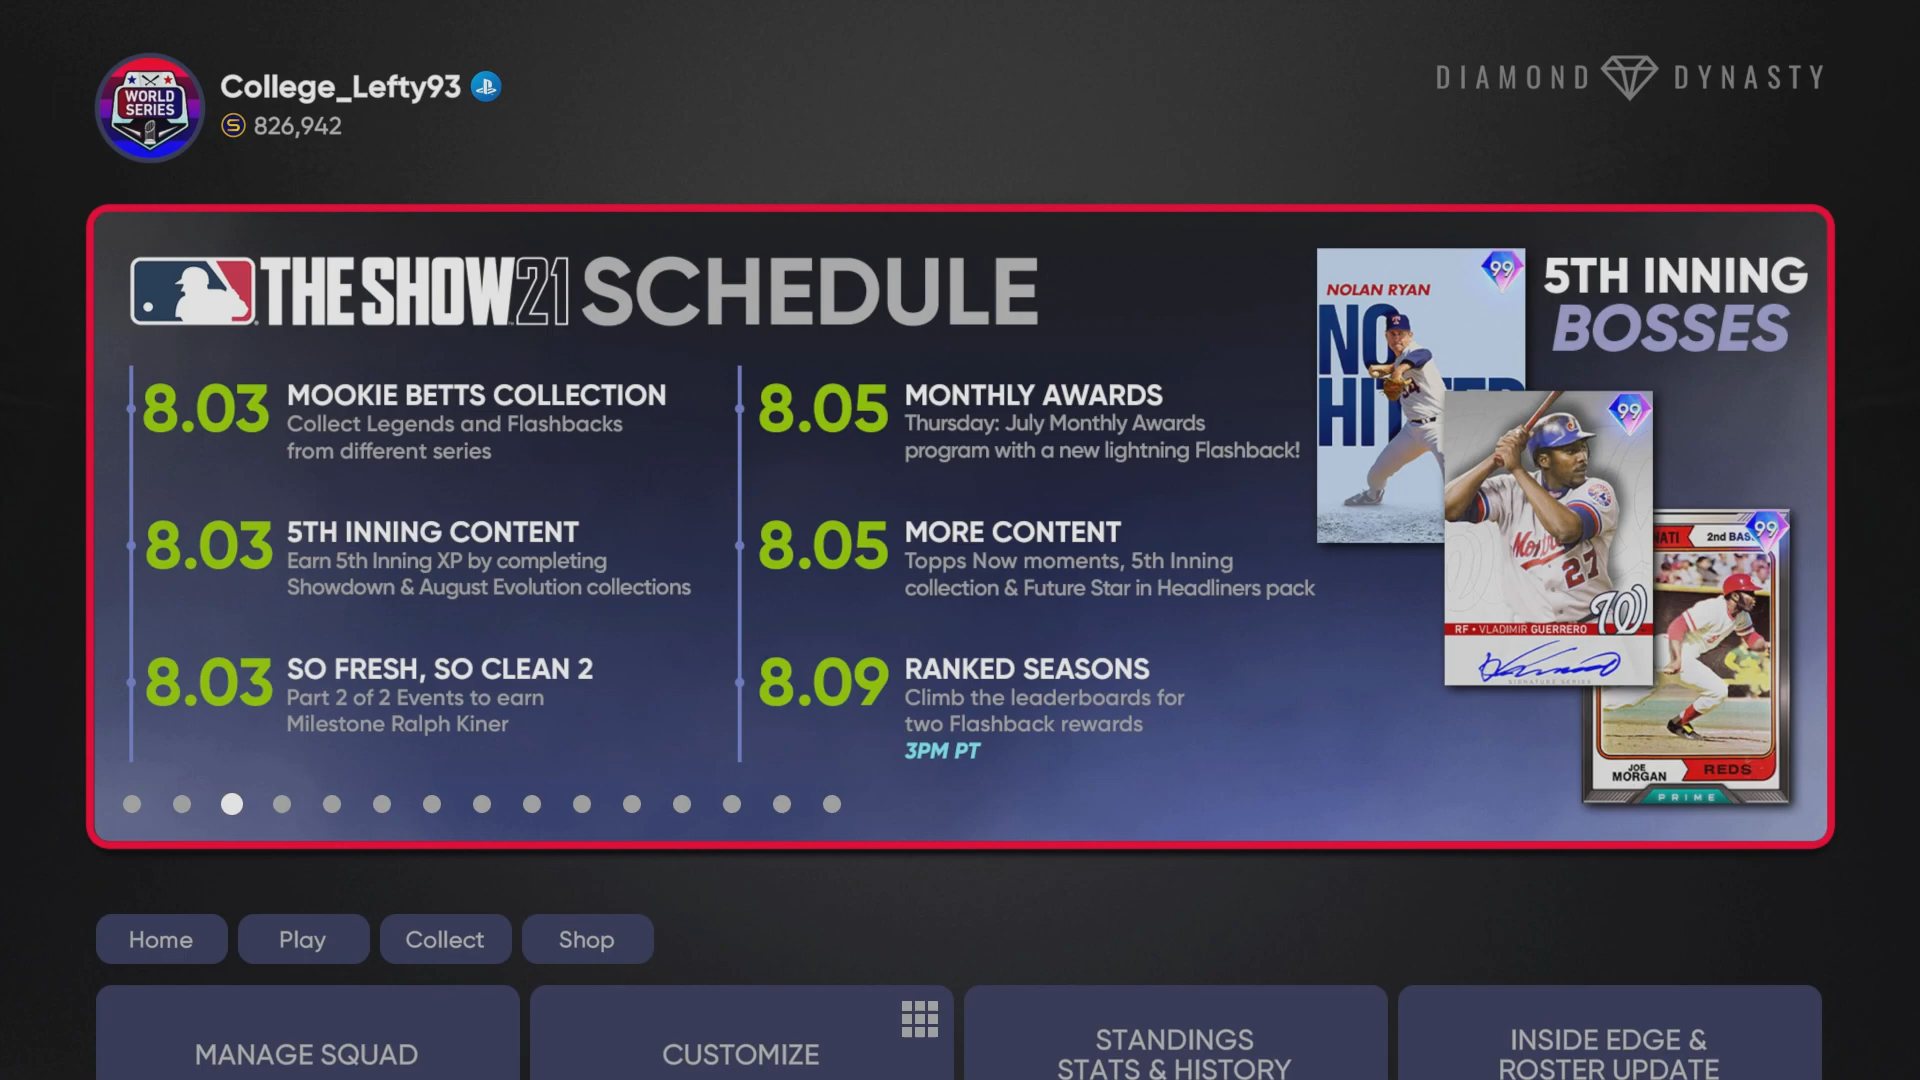 College_Lefty93
826,942
DIAMOND DYNASTY
WORLD
SERIES
THE SHOW 21 SCHEDULE
8.03 MOOKIE BETTS COLLECTION
Collect Legends and Flashbacks
from different series
8.03 5TH INNING CONTENT
Earn 5th Inning XP by completing
Showdown & August Evolution collections
8.03 SO FRESH, SO CLEAN 2
Part 2 of 2 Events to earn
Milestone Ralph Kiner
8.05 MONTHLY AWARDS
Thursday: July Monthly Awards
program with a new lightning Flashback!
8.05 MORE CONTENT
Topps Now moments, 5th Inning
collection & Future Star in Headliners pack
8.09 RANKED SEASONS
Climb the leaderboards for
two Flashback rewards
3PM PT
5TH INNING
BOSSES
99
NOLAN RYAN
NO
99
27
RF • VLADIMIR GUERRERO
SIGNATURE SERIES
99
2nd BAS
JOE
MORGAN
REDS
PRIME
Home
Play
Collect
Shop
MANAGE SQUAD
CUSTOMIZE
STANDINGS
STATS & HISTORY
INSIDE EDGE &
ROSTER UPDATE